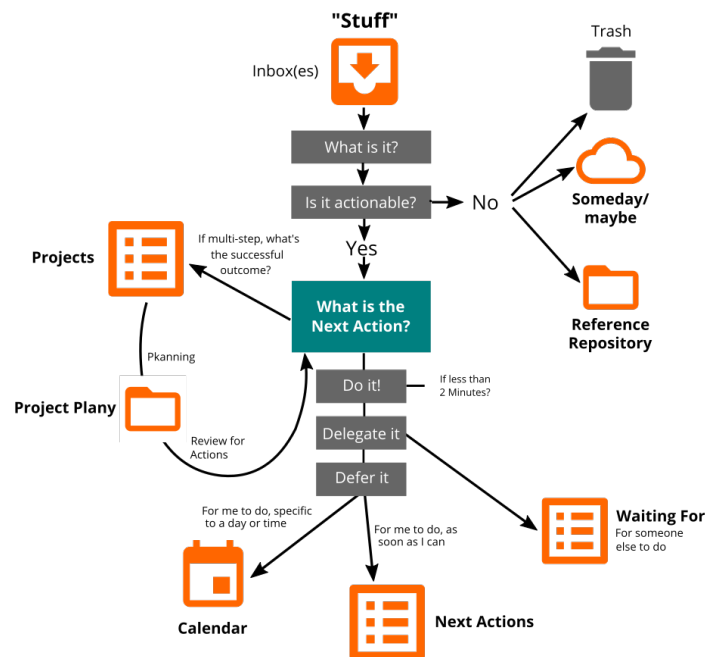 "Stuff"
Inbox(es)
Trash
What is it?
Is it actionable?
No
Someday/
maybe
Yes
If multi-step, what's
the successful
outcome?
Projects
What is the
Next Action?
Reference
Repository
Pkanning
Do it!
If less than
2 Minutes?
Project Plany
Delegate it
Review for
Actions
Defer it
For me to do, specific
to a day or time
For me to do, as
soon as I can
Waiting For
For someone
else to do
Calendar
Next Actions